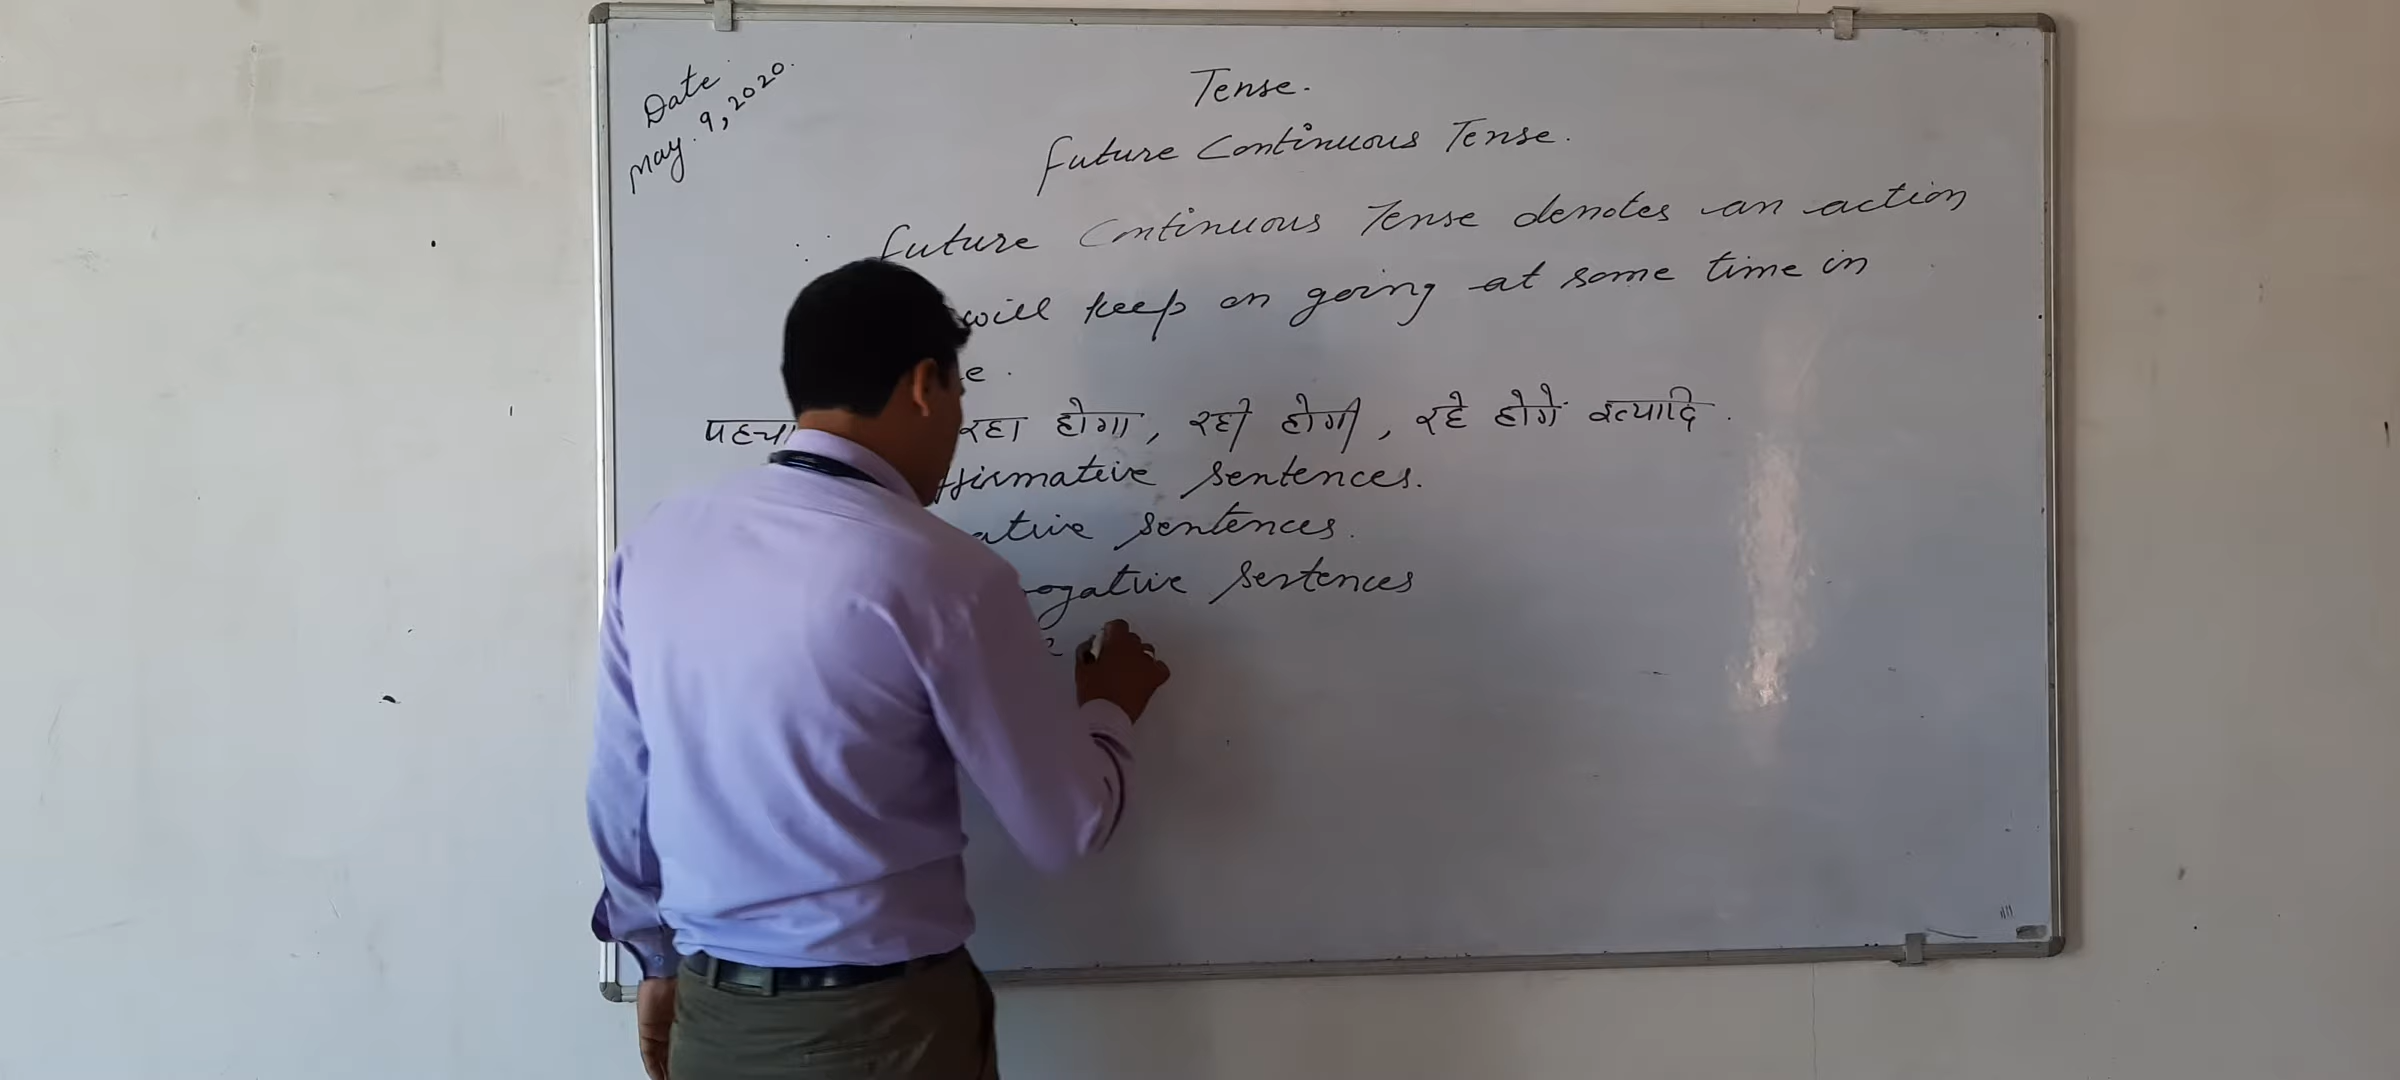 Date
May. 9, 2020.
Tense.
Future Continuous Tense.
Future Continuous Tense denotes an action
will keep on going at some time in
रहा होगा, रही होगी, रहे होगें इत्यादि.
sentences.
sentences.
sentences